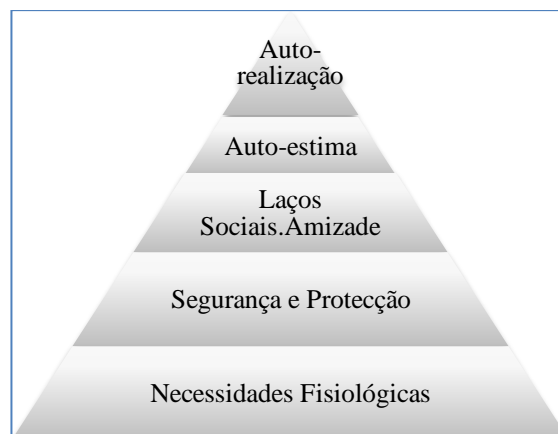 Auto-
realização
Auto-estima
Laços
Sociais.Amizade
Segurança e Protecção
Necessidades Fisiológicas